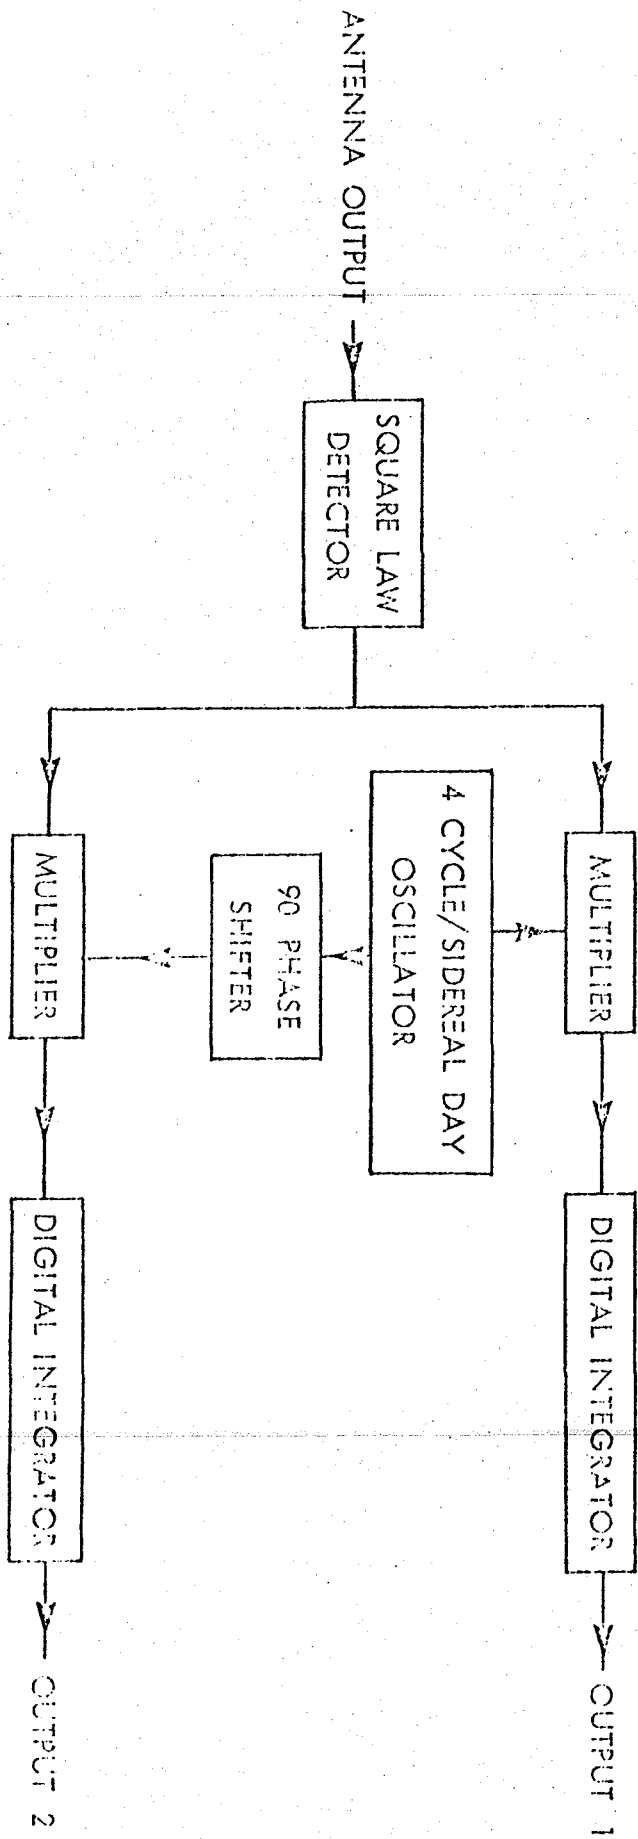 ANTENNA OUTPUT
SQUARE LAW
DETECTOR
MULTIPLIER
DIGITAL INTEGRATOR
OUTPUT 1
4 CYCLE/SIDEREAL DAY
OSCILLATOR
90 PHASE
SHIFTER
MULTIPLIER
DIGITAL INTEGRATOR
OUTPUT 2